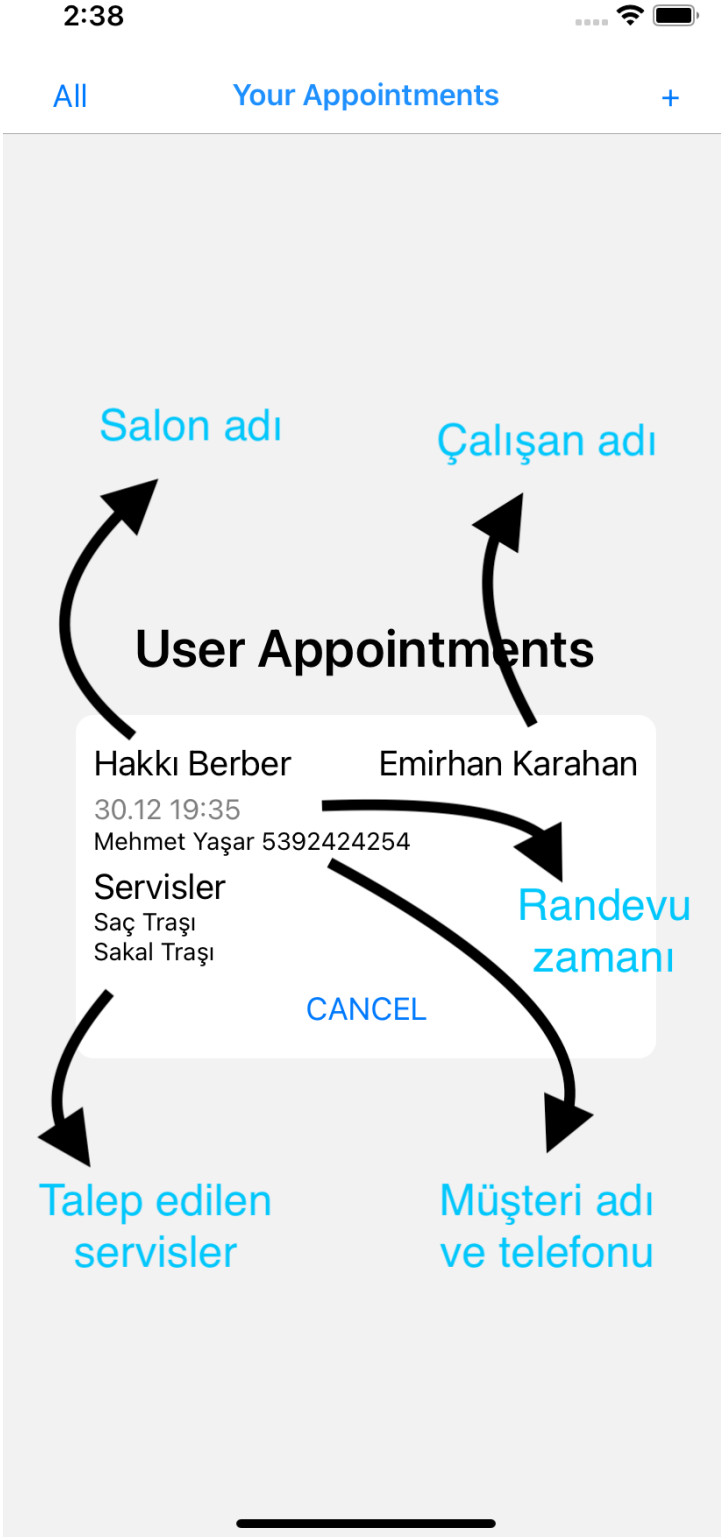 2:38
All
Your Appointments
+
Salon adı
Çalışan adı
User Appointments
Hakkı Berber
Emirhan Karahan
30.12 19:35
Mehmet Yaşar 5392424254
Servisler
Saç Traşı
Sakal Traşı
Randevu
zamanı
CANCEL
Talep edilen
servisler
Müşteri adı
ve telefonu